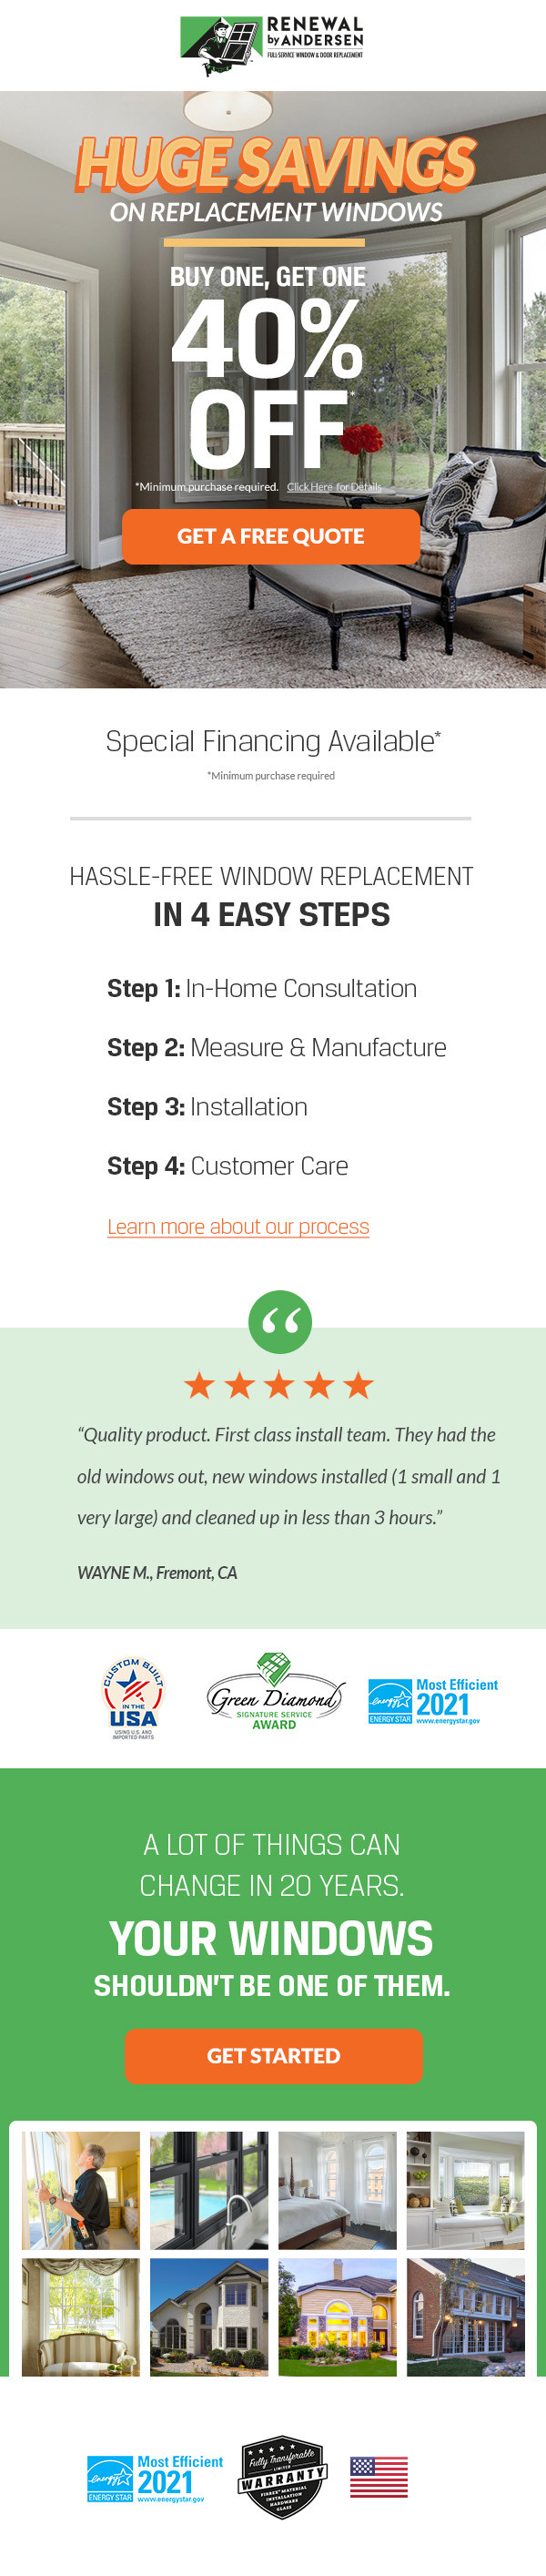 RENEWAL
by ANDERSEN
FULL-SERVICE WINDOW & DOOR REPLACEMENT
HUGE SAVINGS
ON REPLACEMENT WINDOWS
BUY ONE, GET ONE
40%
OFF*
*Minimum purchase required. Click Here for Details
GET A FREE QUOTE
Special Financing Available*
*Minimum purchase required
HASSLE-FREE WINDOW REPLACEMENT
IN 4 EASY STEPS
Step 1: In-Home Consultation
Step 2: Measure & Manufacture
Step 3: Installation
Step 4: Customer Care
Learn more about our process
“
“Quality product. First class install team. They had the
old windows out, new windows installed (1 small and 1
very large) and cleaned up in less than 3 hours.”
WAYNE M., Fremont, CA
CUSTOM BUILT
IN THE
USA
USING U.S. AND
IMPORTED PARTS
Green Diamond
SIGNATURE SERVICE
AWARD
energy
ENERGY STAR
Most Efficient
2021
www.energystar.gov
A LOT OF THINGS CAN
CHANGE IN 20 YEARS.
YOUR WINDOWS
SHOULDN'T BE ONE OF THEM.
GET STARTED
energy
ENERGY STAR
Most Efficient
2021
www.energystar.gov
Fully Transferable
LIMITED
WARRANTY
FIBREX® MATERIAL
INSTALLATION
HARDWARE
GLASS